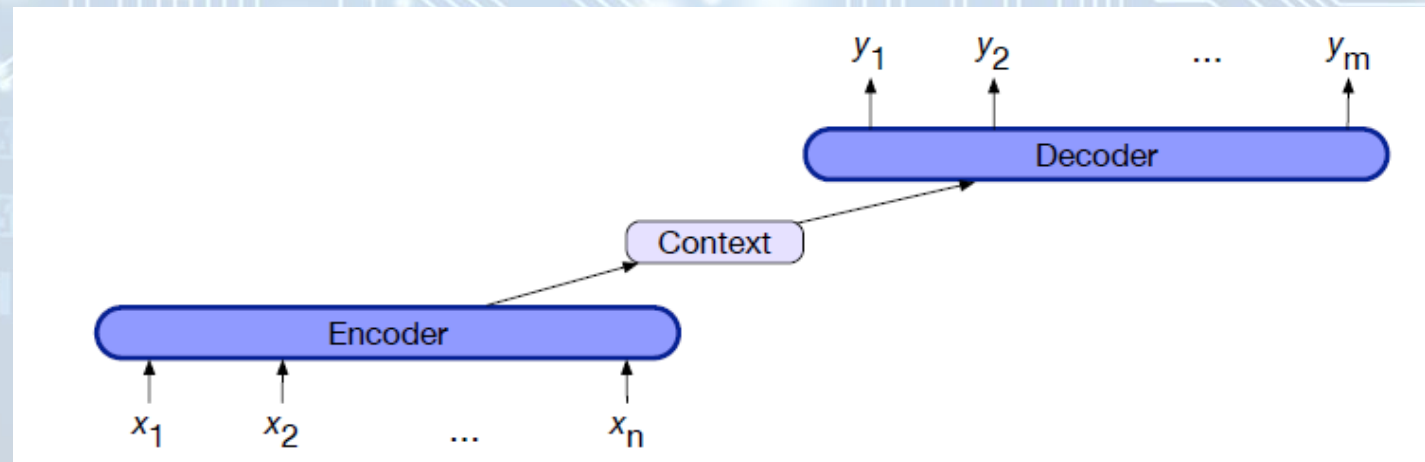 y1 y2 ... ym
Decoder
Context
Encoder
x1 x2 ... xn